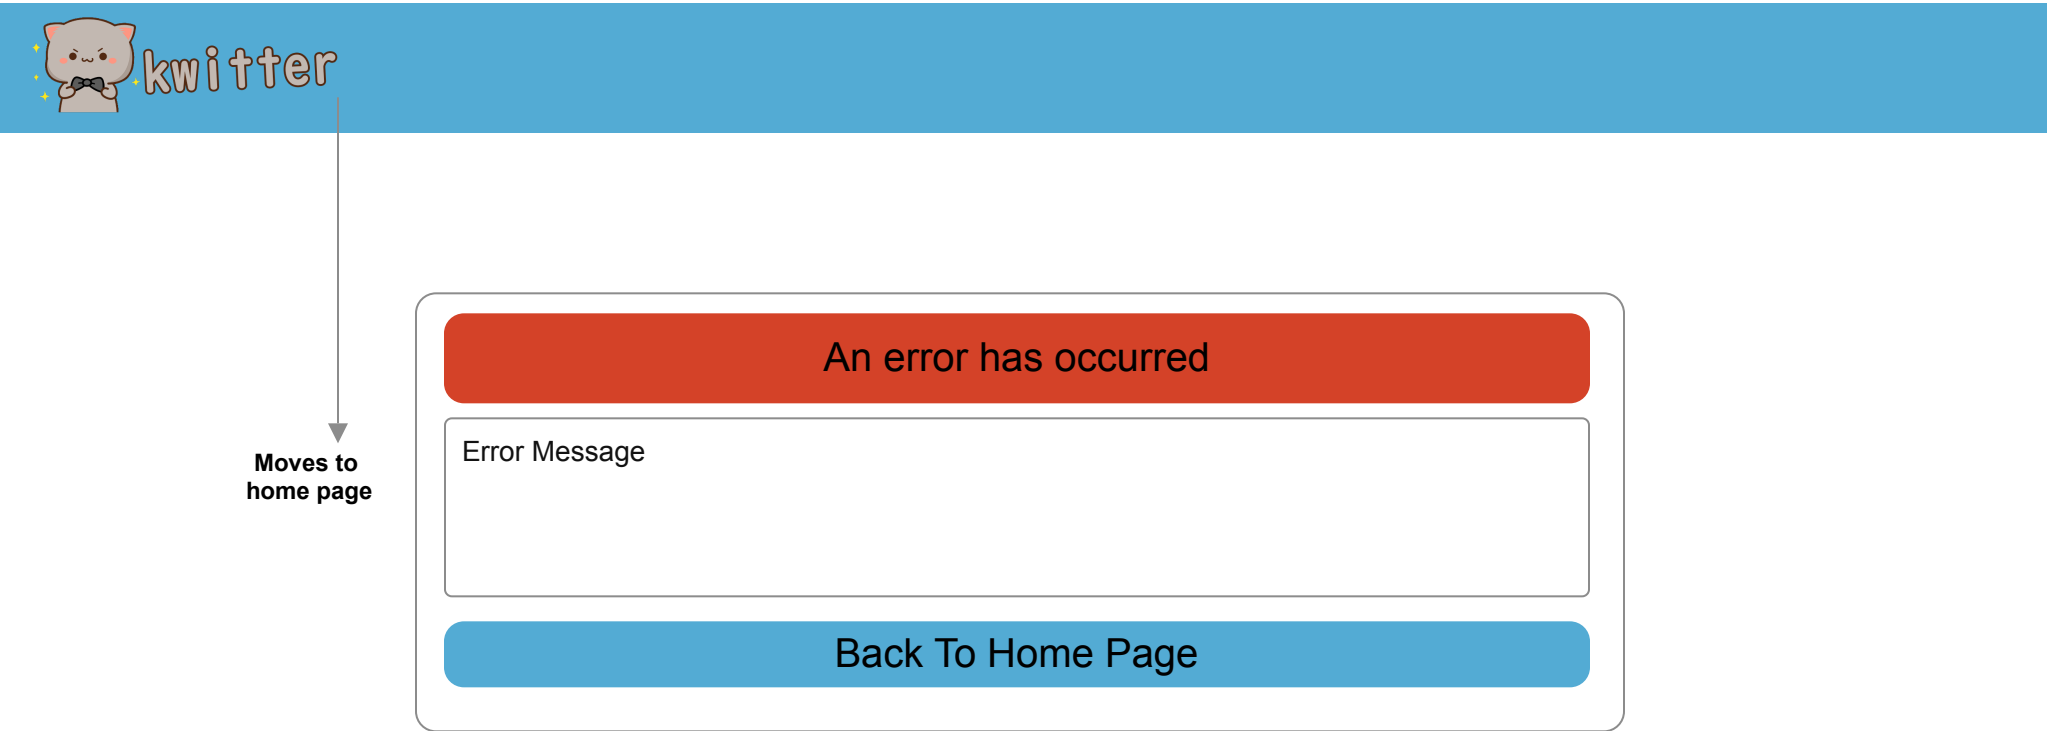 kwitter
An error has occurred
Error Message
Moves to
home page
Back To Home Page